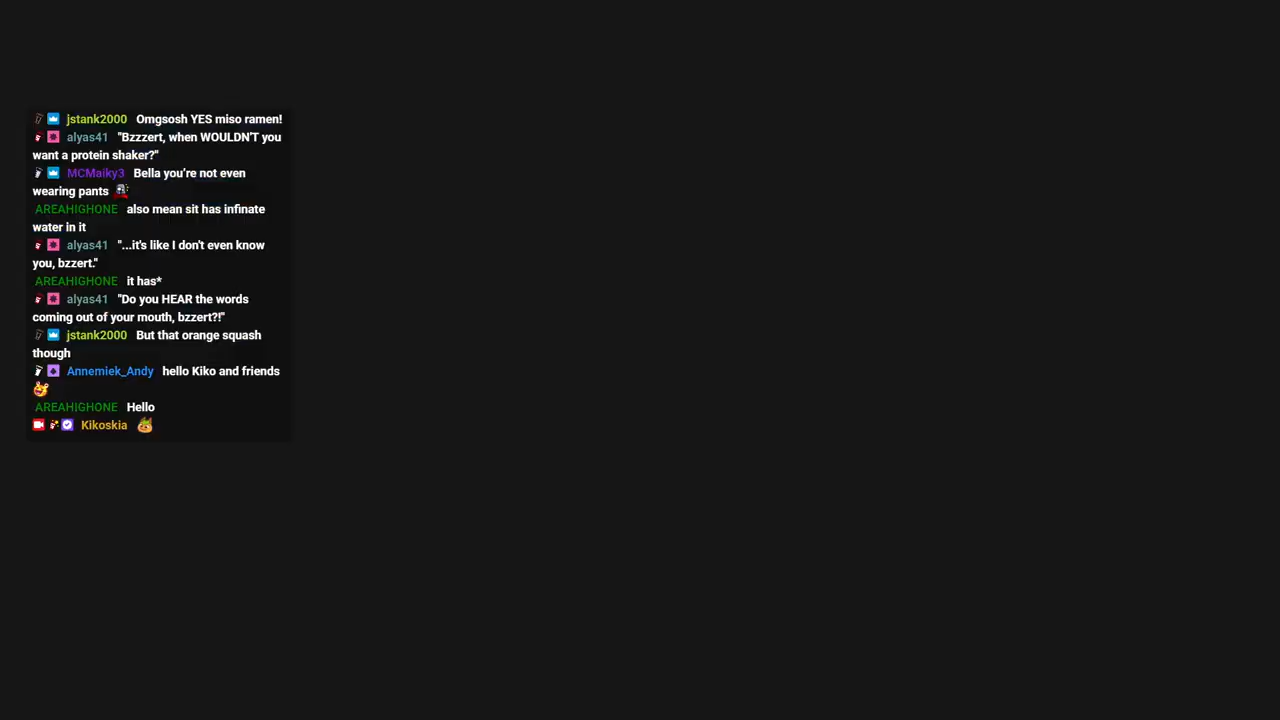 jstank2000 Omgsosh YES miso ramen!
alyas41 "Bzzzert, when WOULDN'T you
want a protein shaker?"
MCMaiky3 Bella you're not even
wearing pants
AREAHIGHONE also mean sit has infinate
water in it
alyas41 "...it's like I don't even know
you, bzzert."
AREAHIGHONE it has*
alyas41 "Do you HEAR the words
coming out of your mouth, bzzert?!"
jstank2000 But that orange squash
though
Annemiek_Andy hello Kiko and friends
AREAHIGHONE Hello
Kikoskia